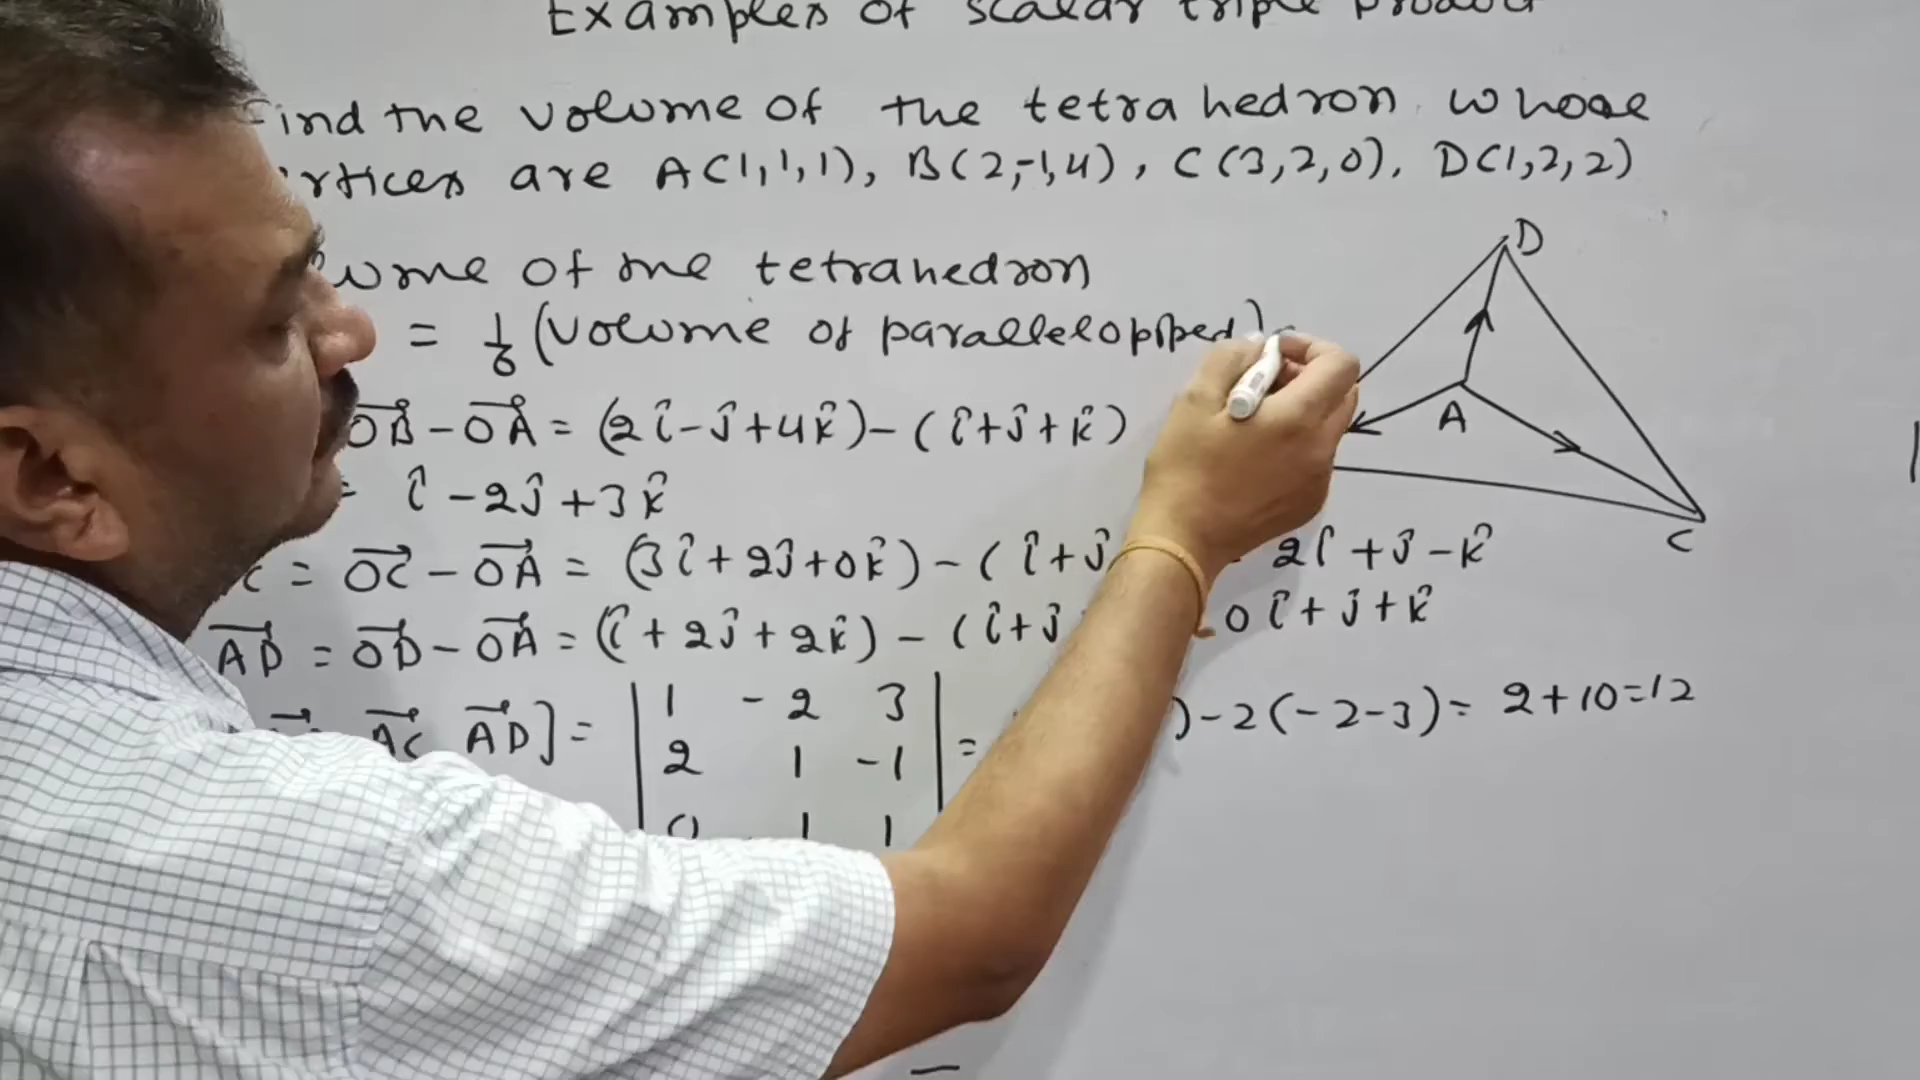 Examples of scalar triple product
Find the volume of the tetrahedron whose
rtices are A(1,1,1), B(2,-1,4), C(3,2,0), D(1,2,2)
ume of the tetrahedron
= 1/6 (volume of parallelopiped)
OB - OA = (2î-ĵ+4k̂)-(î+ĵ+k̂)
= î-2ĵ+3k̂
C = OC - OA = (3î+2ĵ+0k̂)-(î+ĵ 2î+ĵ-k̂
AD = OD - OA = (î+2ĵ+2k̂)-(î+ĵ 0î+ĵ+k̂
AC AD] = | 1 -2 3 | = )-2(-2-3)= 2+10=12
2 1 -1
0 1 1
D
A
C